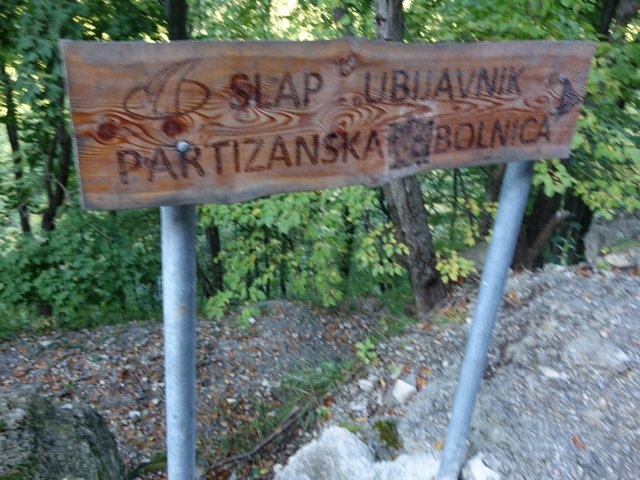 SLAP UBIJAVNIK
PARTIZANSKA BOLNICA